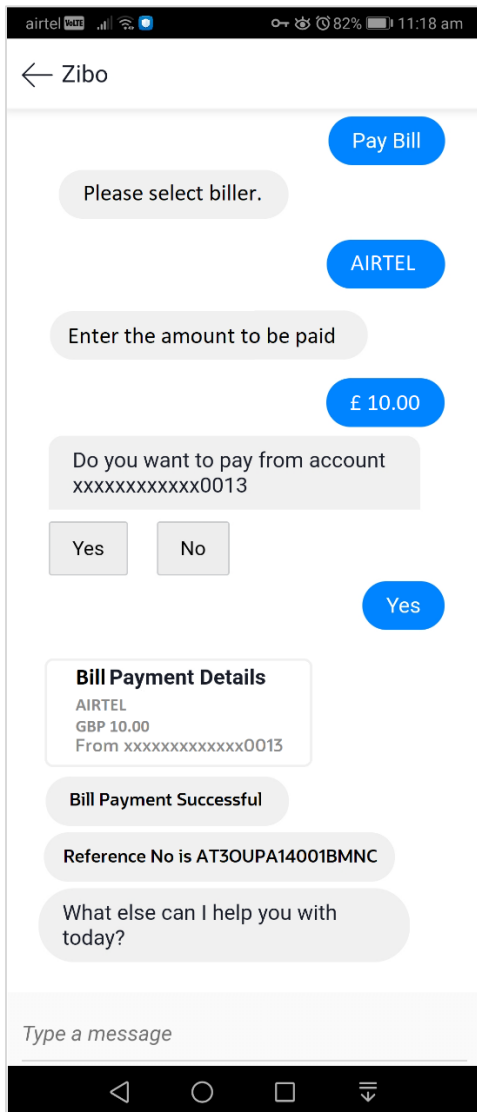 airtel VoLTE 82% 11:18 am
Zibo
Pay Bill
Please select biller.
AIRTEL
Enter the amount to be paid
£ 10.00
Do you want to pay from account
xxxxxxxxxxxx0013
Yes No
Yes
Bill Payment Details
AIRTEL
GBP 10.00
From xxxxxxxxxxxxx0013
Bill Payment Successful
Reference No is AT3OUPA14001BMNC
What else can I help you with
today?
Type a message